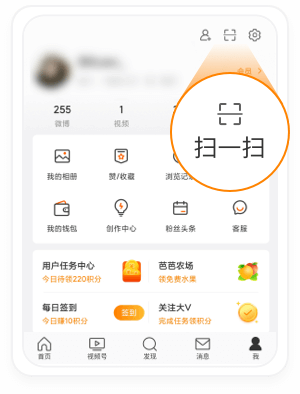 255 1
微博 视频
扫一扫
我的相册 赞/收藏 浏览记
我的钱包 创作中心 粉丝头条 客服
用户任务中心 芭芭农场
今日待领220积分 领免费水果
每日签到 签到 关注大V
今日赚10积分 完成任务领积分
首页 视频号 发现 消息 我